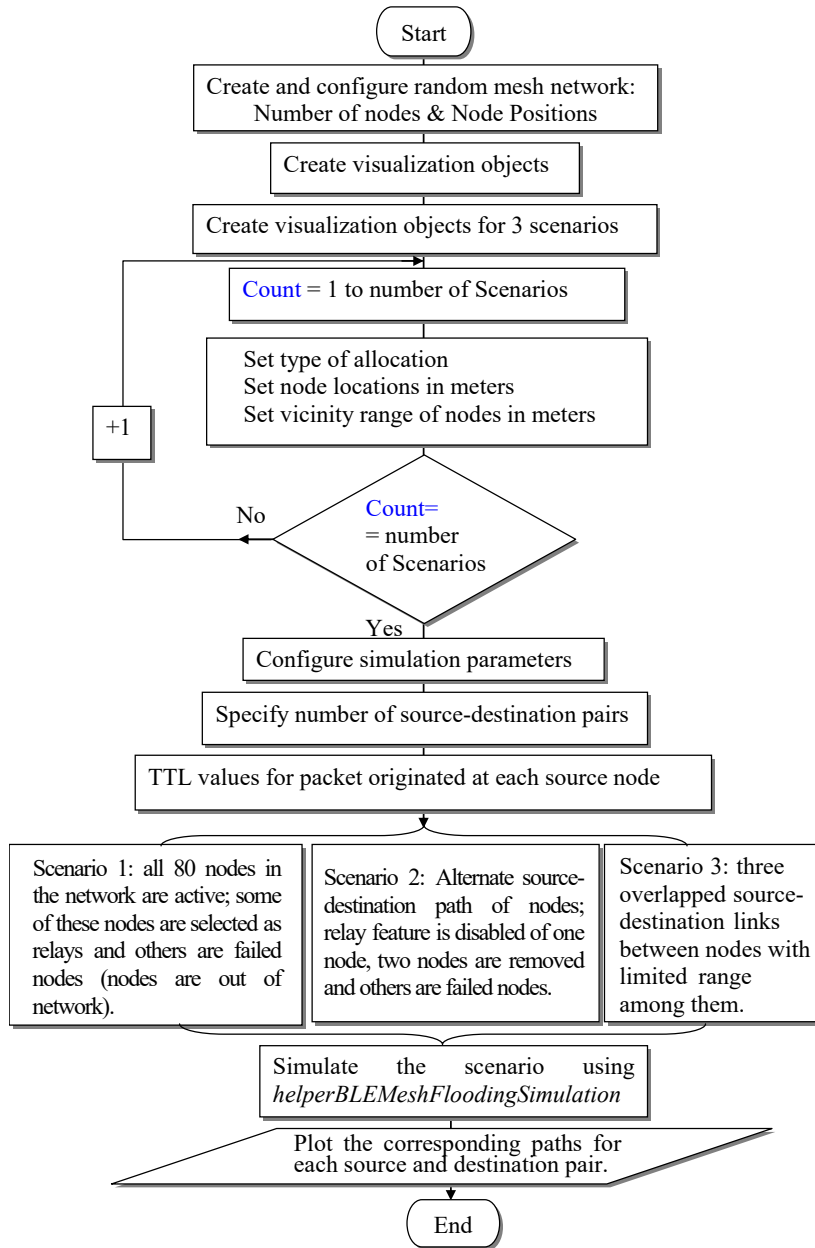 Start
Create and configure random mesh network:
Number of nodes & Node Positions
Create visualization objects
Create visualization objects for 3 scenarios
Count = 1 to number of Scenarios
Set type of allocation
Set node locations in meters
Set vicinity range of nodes in meters
+1
No
Count=
= number
of Scenarios
Yes
Configure simulation parameters
Specify number of source-destination pairs
TTL values for packet originated at each source node
Scenario 1: all 80 nodes in
the network are active; some
of these nodes are selected as
relays and others are failed
nodes (nodes are out of
network).
Scenario 2: Alternate source-
destination path of nodes;
relay feature is disabled of one
node, two nodes are removed
and others are failed nodes.
Scenario 3: three
overlapped source-
destination links
between nodes with
limited range
among them.
Simulate the scenario using
helperBLEMeshFloodingSimulation
Plot the corresponding paths for
each source and destination pair.
End